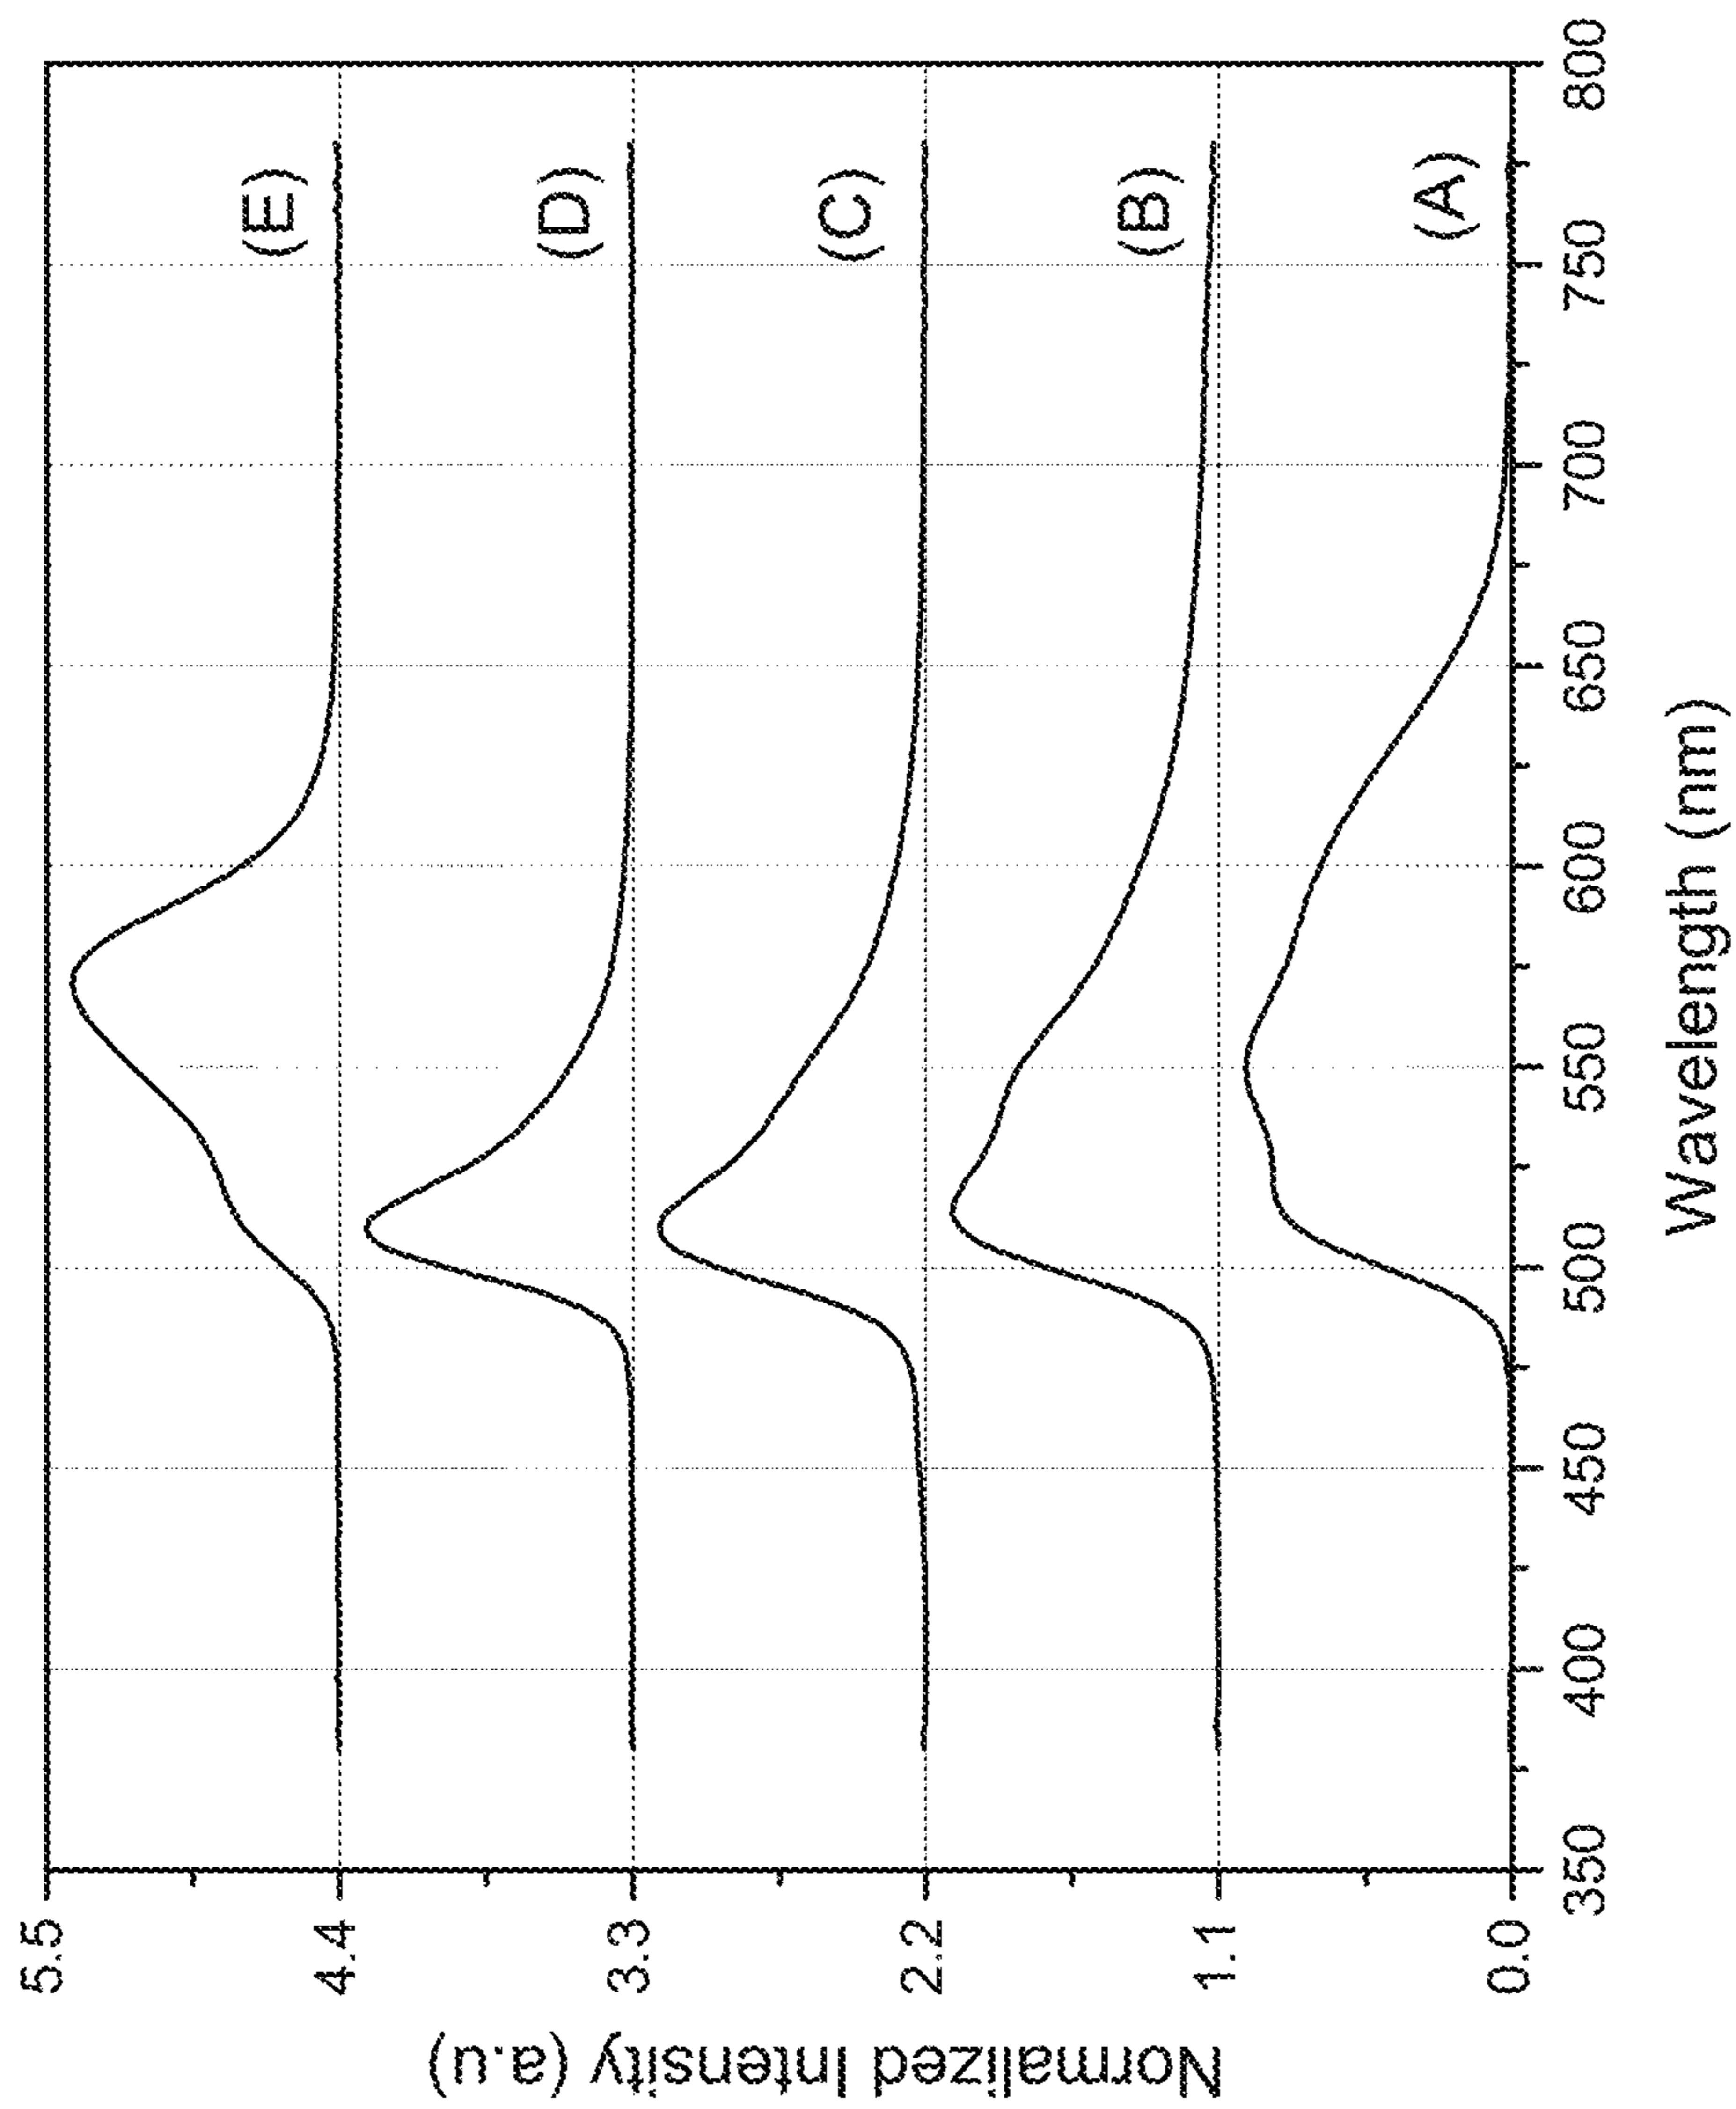 Normalized Intensity (a.u)
5.5
4.4
3.3
2.2
1.1
0.0
(E)
(D)
(C)
(B)
(A)
350 400 450 500 550 600 650 700 750 800
Wavelength (nm)